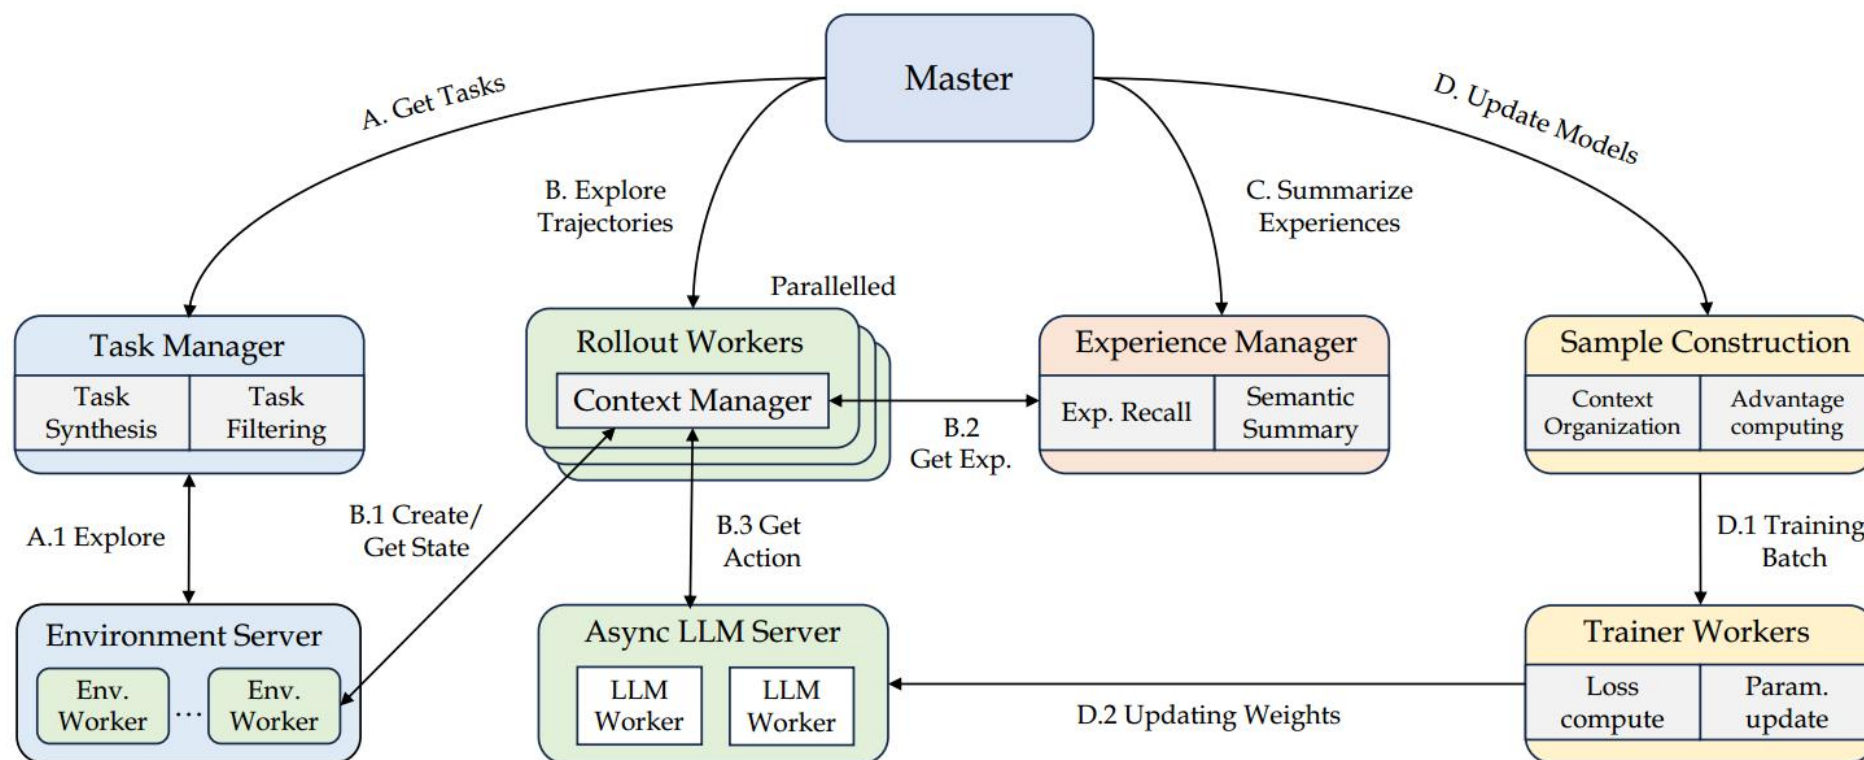 Master
A. Get Tasks
D. Update Models
B. Explore
Trajectories
C. Summarize
Experiences
Parallelled
Task Manager
Task
Synthesis
Task
Filtering
Rollout Workers
Context Manager
Experience Manager
Exp. Recall
Semantic
Summary
Sample Construction
Context
Organization
Advantage
computing
B.2
Get Exp.
A.1 Explore
B.1 Create/
Get State
B.3 Get
Action
D.1 Training
Batch
Environment Server
Env.
Worker
...
Env.
Worker
Async LLM Server
LLM
Worker
LLM
Worker
D.2 Updating Weights
Trainer Workers
Loss
compute
Param.
update